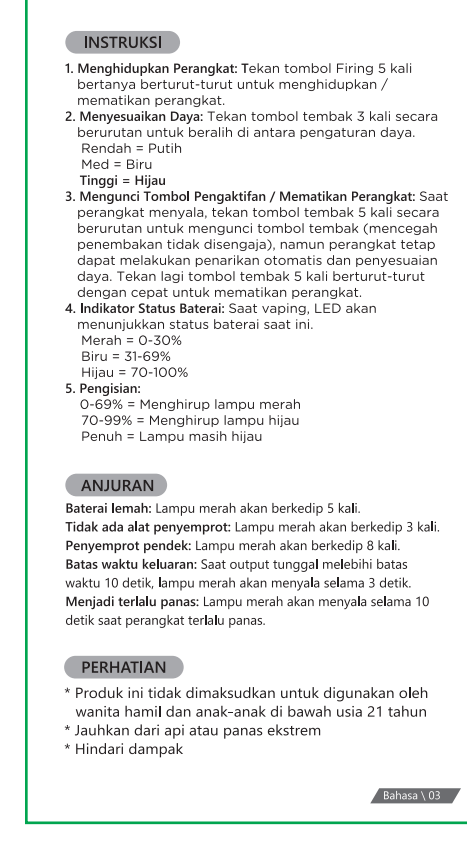 INSTRUKSI
1. Menghidupkan Perangkat: Tekan tombol Firing 5 kali
bertanya berturut-turut untuk menghidupkan /
mematikan perangkat.
2. Menyesuaikan Daya: Tekan tombol tembak 3 kali secara
berurutan untuk beralih di antara pengaturan daya.
Rendah = Putih
Med = Biru
Tinggi = Hijau
3. Mengunci Tombol Pengaktifan / Mematikan Perangkat: Saat
perangkat menyala, tekan tombol tembak 5 kali secara
berurutan untuk mengunci tombol tembak (mencegah
penembakan tidak disengaja), namun perangkat tetap
dapat melakukan penarikan otomatis dan penyesuaian
daya. Tekan lagi tombol tembak 5 kali berturut-turut
dengan cepat untuk mematikan perangkat.
4. Indikator Status Baterai: Saat vaping, LED akan
menunjukkan status baterai saat ini.
Merah = 0-30%
Biru = 31-69%
Hijau = 70-100%
5. Pengisian:
0-69% = Menghirup lampu merah
70-99% = Menghirup lampu hijau
Penuh = Lampu masih hijau
ANJURAN
Baterai lemah: Lampu merah akan berkedip 5 kali.
Tidak ada alat penyemprot: Lampu merah akan berkedip 3 kali.
Penyemprot pendek: Lampu merah akan berkedip 8 kali.
Batas waktu keluaran: Saat output tunggal melebihi batas
waktu 10 detik, lampu merah akan menyala selama 3 detik.
Menjadi terlalu panas: Lampu merah akan menyala selama 10
detik saat perangkat terlalu panas.
PERHATIAN
* Produk ini tidak dimaksudkan untuk digunakan oleh
wanita hamil dan anak-anak di bawah usia 21 tahun
* Jauhkan dari api atau panas ekstrem
* Hindari dampak
Bahasa \ 03